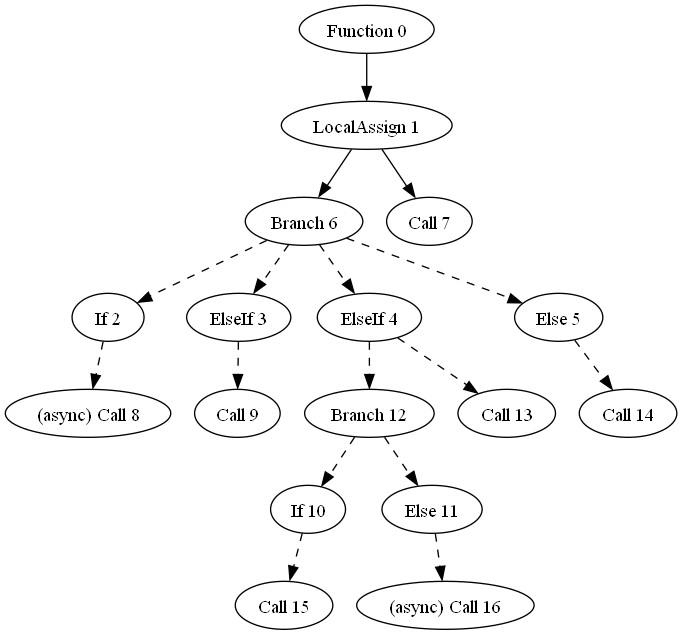 Function 0
LocalAssign 1
Branch 6
Call 7
If 2
ElseIf 3
ElseIf 4
Else 5
(async) Call 8
Call 9
Branch 12
Call 13
Call 14
If 10
Else 11
Call 15
(async) Call 16